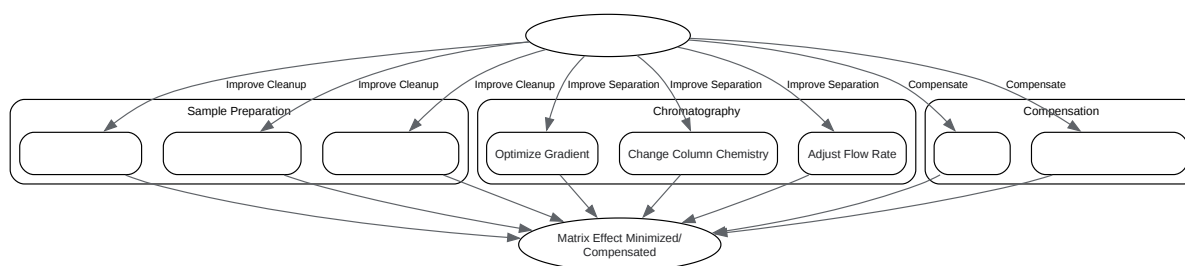 Improve Cleanup
Improve Cleanup
Improve Cleanup
Improve Separation
Improve Separation
Improve Separation
Compensate
Compensate
Sample Preparation
Chromatography
Compensation
Optimize Gradient
Change Column Chemistry
Adjust Flow Rate
Matrix Effect Minimized/
Compensated